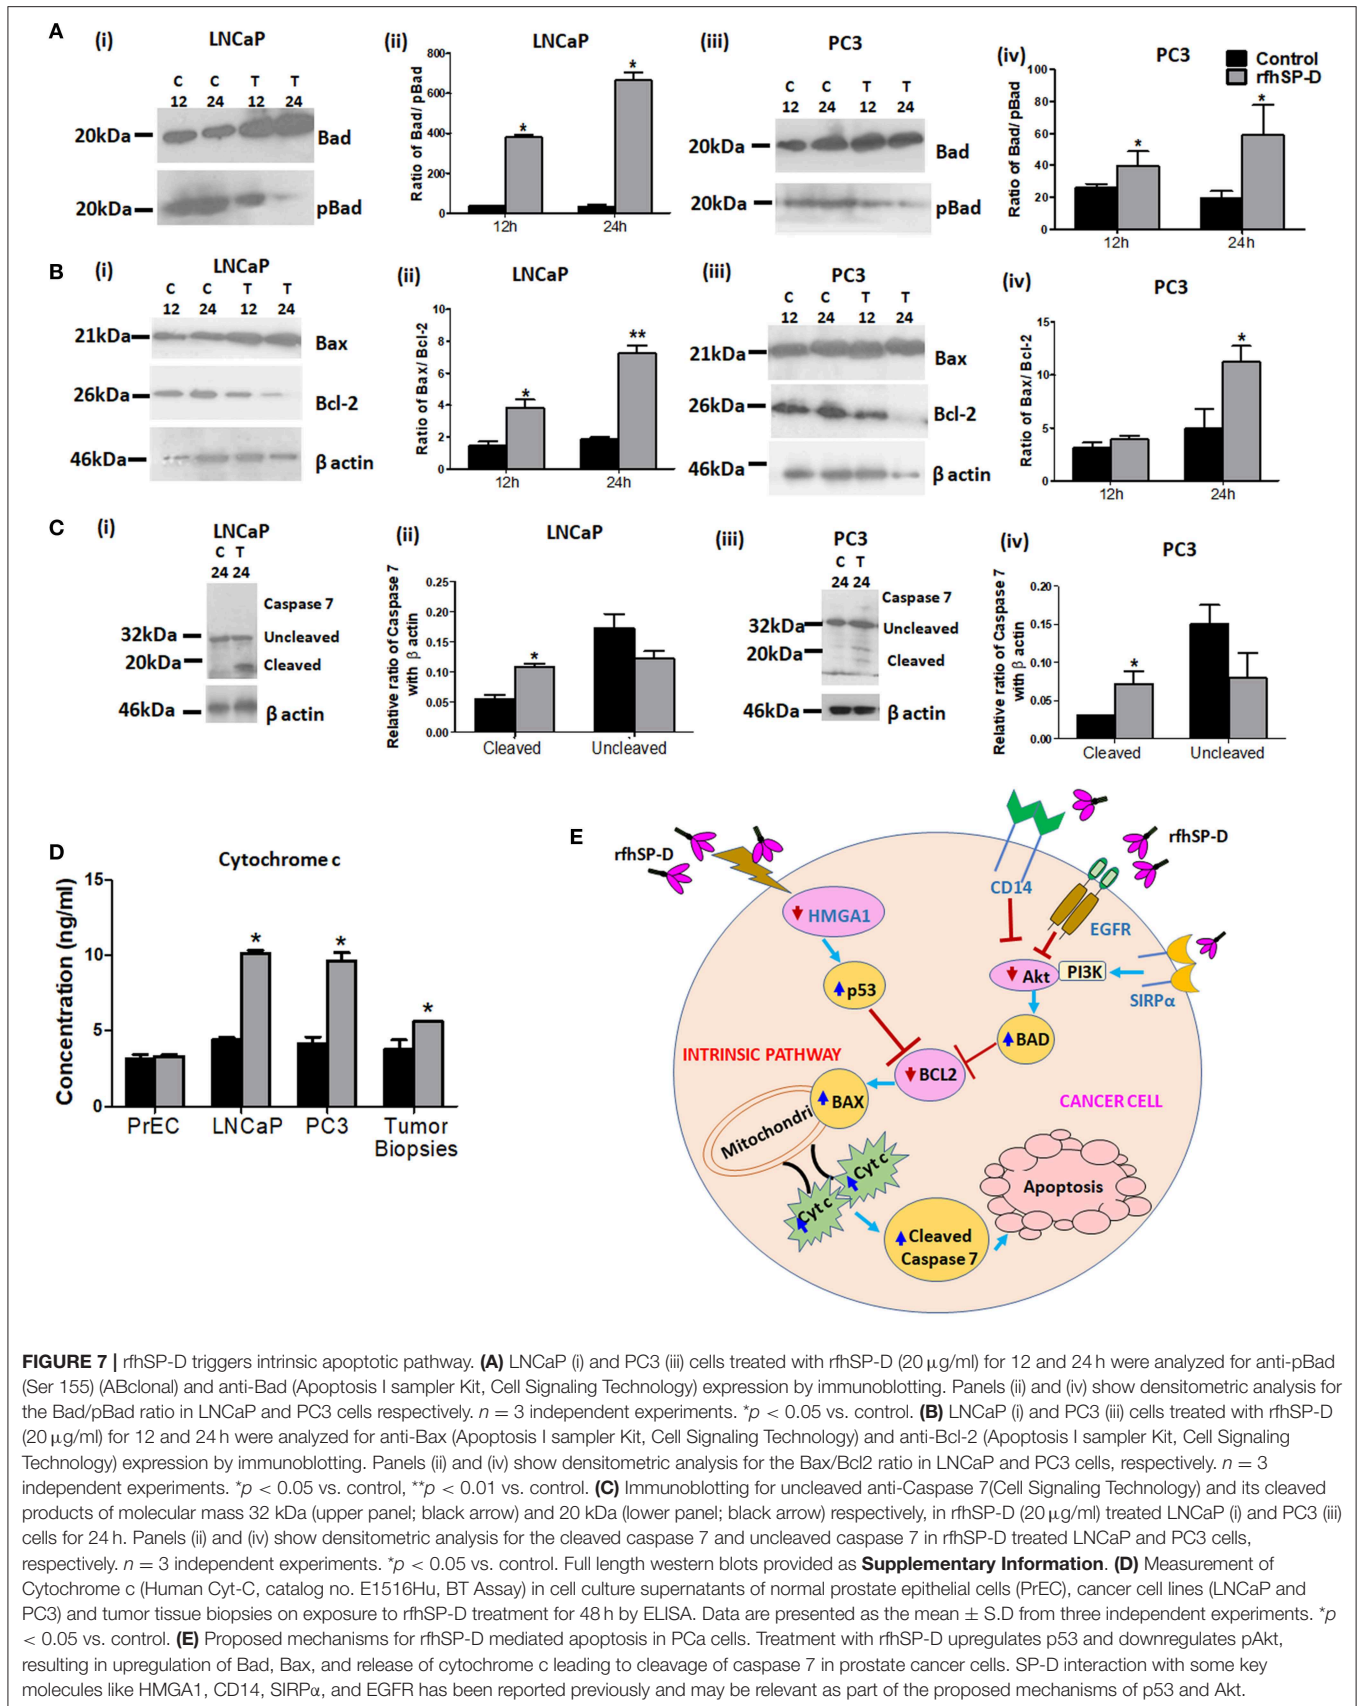 A
(i)
LNCaP
C C T T
12 24 12 24
20kDa
Bad
20kDa
pBad
(ii)
LNCaP
Ratio of Bad/ pBad
800
600
400
200
0
*
*
12h 24h
(iii)
PC3
C C T T
12 24 12 24
20kDa
Bad
20kDa
pBad
(iv)
PC3
Control
rfhSP-D
Ratio of Bad/ pBad
100
80
60
40
20
0
*
*
12h 24h
B
(i)
LNCaP
C C T T
12 24 12 24
21kDa
Bax
26kDa
Bcl-2
46kDa
β actin
(ii)
LNCaP
Ratio of Bax/ Bcl-2
10
8
6
4
2
0
*
**
12h 24h
(iii)
PC3
C C T T
12 24 12 24
21kDa
Bax
26kDa
Bcl-2
46kDa
β actin
(iv)
PC3
Ratio of Bax/ Bcl-2
15
10
5
0
*
12h 24h
C
(i)
LNCaP
C T
24 24
Caspase 7
32kDa
Uncleaved
20kDa
Cleaved
46kDa
β actin
(ii)
LNCaP
Relative ratio of Caspase 7
with β actin
0.25
0.20
0.15
0.10
0.05
0.00
*
Cleaved Uncleaved
(iii)
PC3
C T
24 24
Caspase 7
32kDa
Uncleaved
20kDa
Cleaved
46kDa
β actin
(iv)
PC3
Relative ratio of Caspase 7
with β actin
0.20
0.15
0.10
0.05
0.00
*
Cleaved Uncleaved
D
Cytochrome c
Concentration (ng/ml)
15
10
5
0
*
*
*
PrEC LNCaP PC3 Tumor
Biopsies
E
rfhSP-D
rfhSP-D
CD14
HMGA1
EGFR
p53
Akt
PI3K
SIRPα
BAD
INTRINSIC PATHWAY
BCL2
BAX
CANCER CELL
Mitochondri
Cyt c
Cyt c
Apoptosis
Cleaved
Caspase 7
FIGURE 7 | rfhSP-D triggers intrinsic apoptotic pathway. (A) LNCaP (i) and PC3 (iii) cells treated with rfhSP-D (20 μg/ml) for 12 and 24 h were analyzed for anti-pBad
(Ser 155) (ABclonal) and anti-Bad (Apoptosis I sampler Kit, Cell Signaling Technology) expression by immunoblotting. Panels (ii) and (iv) show densitometric analysis for
the Bad/pBad ratio in LNCaP and PC3 cells respectively. n = 3 independent experiments. *p < 0.05 vs. control. (B) LNCaP (i) and PC3 (iii) cells treated with rfhSP-D
(20 μg/ml) for 12 and 24 h were analyzed for anti-Bax (Apoptosis I sampler Kit, Cell Signaling Technology) and anti-Bcl-2 (Apoptosis I sampler Kit, Cell Signaling
Technology) expression by immunoblotting. Panels (ii) and (iv) show densitometric analysis for the Bax/Bcl2 ratio in LNCaP and PC3 cells, respectively. n = 3
independent experiments. *p < 0.05 vs. control, **p < 0.01 vs. control. (C) Immunoblotting for uncleaved anti-Caspase 7(Cell Signaling Technology) and its cleaved
products of molecular mass 32 kDa (upper panel; black arrow) and 20 kDa (lower panel; black arrow) respectively, in rfhSP-D (20 μg/ml) treated LNCaP (i) and PC3 (iii)
cells for 24 h. Panels (ii) and (iv) show densitometric analysis for the cleaved caspase 7 and uncleaved caspase 7 in rfhSP-D treated LNCaP and PC3 cells,
respectively. n = 3 independent experiments. *p < 0.05 vs. control. Full length western blots provided as Supplementary Information. (D) Measurement of
Cytochrome c (Human Cyt-C, catalog no. E1516Hu, BT Assay) in cell culture supernatants of normal prostate epithelial cells (PrEC), cancer cell lines (LNCaP and
PC3) and tumor tissue biopsies on exposure to rfhSP-D treatment for 48 h by ELISA. Data are presented as the mean ± S.D from three independent experiments. *p
< 0.05 vs. control. (E) Proposed mechanisms for rfhSP-D mediated apoptosis in PCa cells. Treatment with rfhSP-D upregulates p53 and downregulates pAkt,
resulting in upregulation of Bad, Bax, and release of cytochrome c leading to cleavage of caspase 7 in prostate cancer cells. SP-D interaction with some key
molecules like HMGA1, CD14, SIRPα, and EGFR has been reported previously and may be relevant as part of the proposed mechanisms of p53 and Akt.